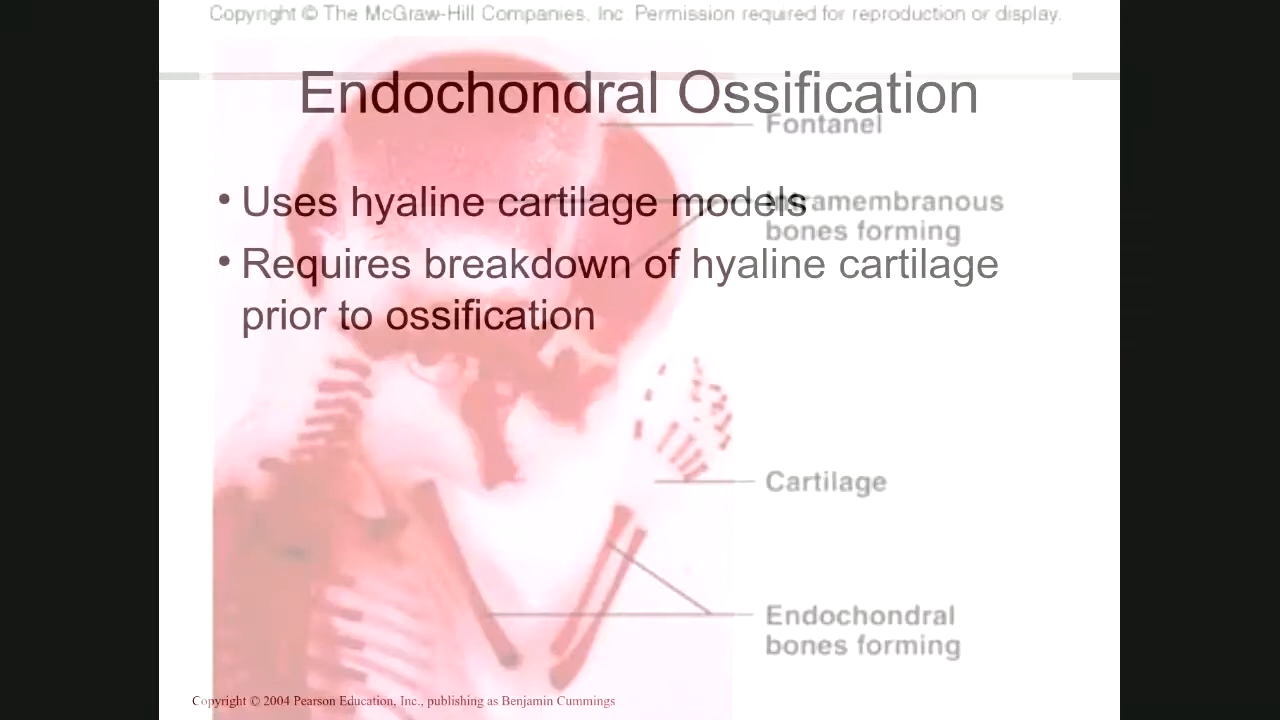 Copyright © The McGraw-Hill Companies, Inc. Permission required for reproduction or display.
Endochondral Ossification
Fontanel
• Uses hyaline cartilage models
Intramembranous
bones forming
• Requires breakdown of hyaline cartilage
prior to ossification
Cartilage
Endochondral
bones forming
Copyright © 2004 Pearson Education, Inc., publishing as Benjamin Cummings